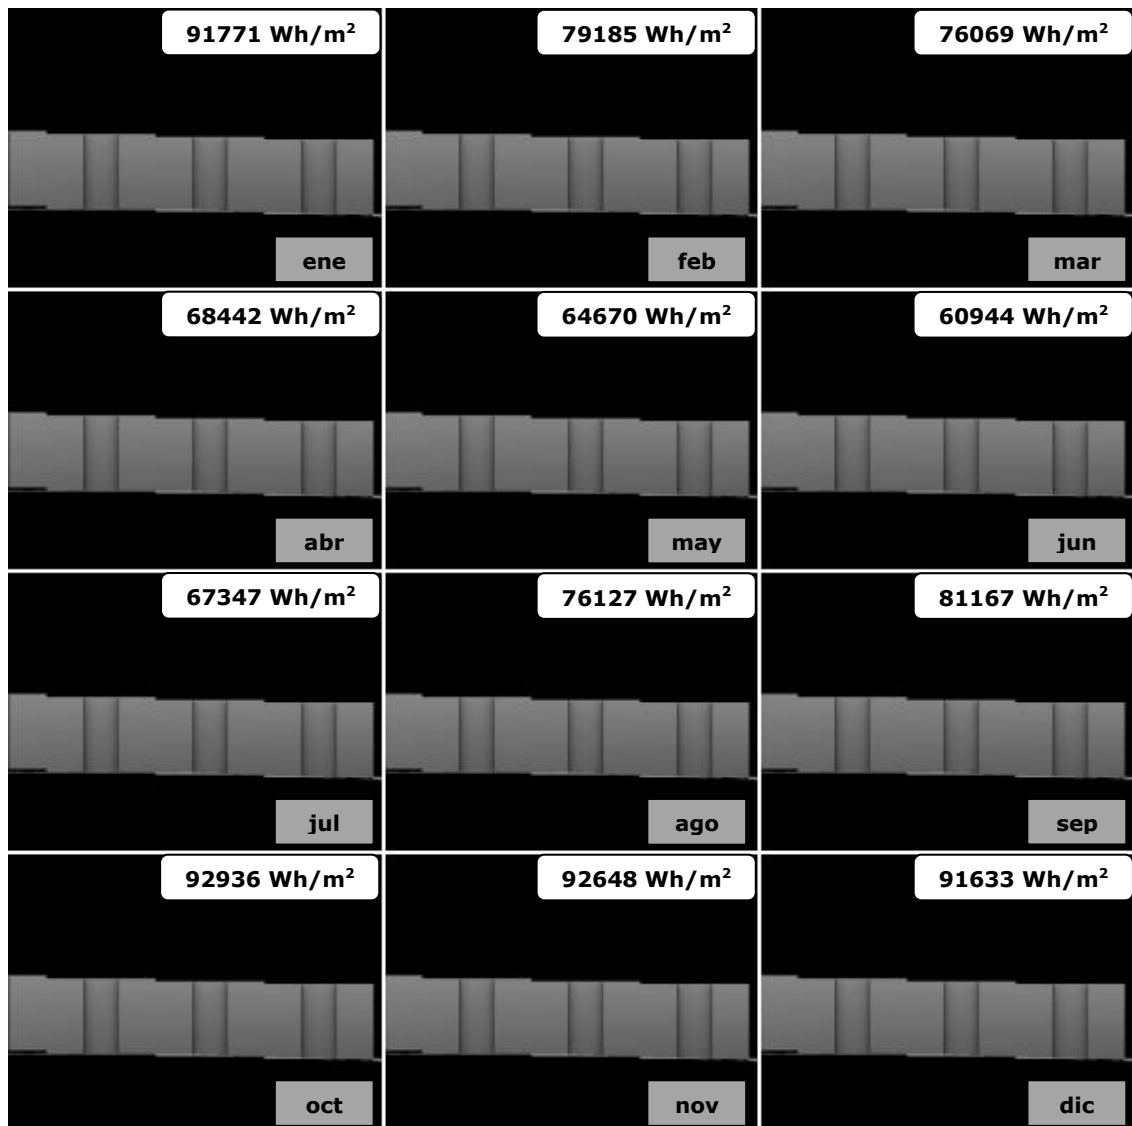 91771 Wh/m²
79185 Wh/m²
76069 Wh/m²
ene
feb
mar
68442 Wh/m²
64670 Wh/m²
60944 Wh/m²
abr
may
jun
67347 Wh/m²
76127 Wh/m²
81167 Wh/m²
jul
ago
sep
92936 Wh/m²
92648 Wh/m²
91633 Wh/m²
oct
nov
dic